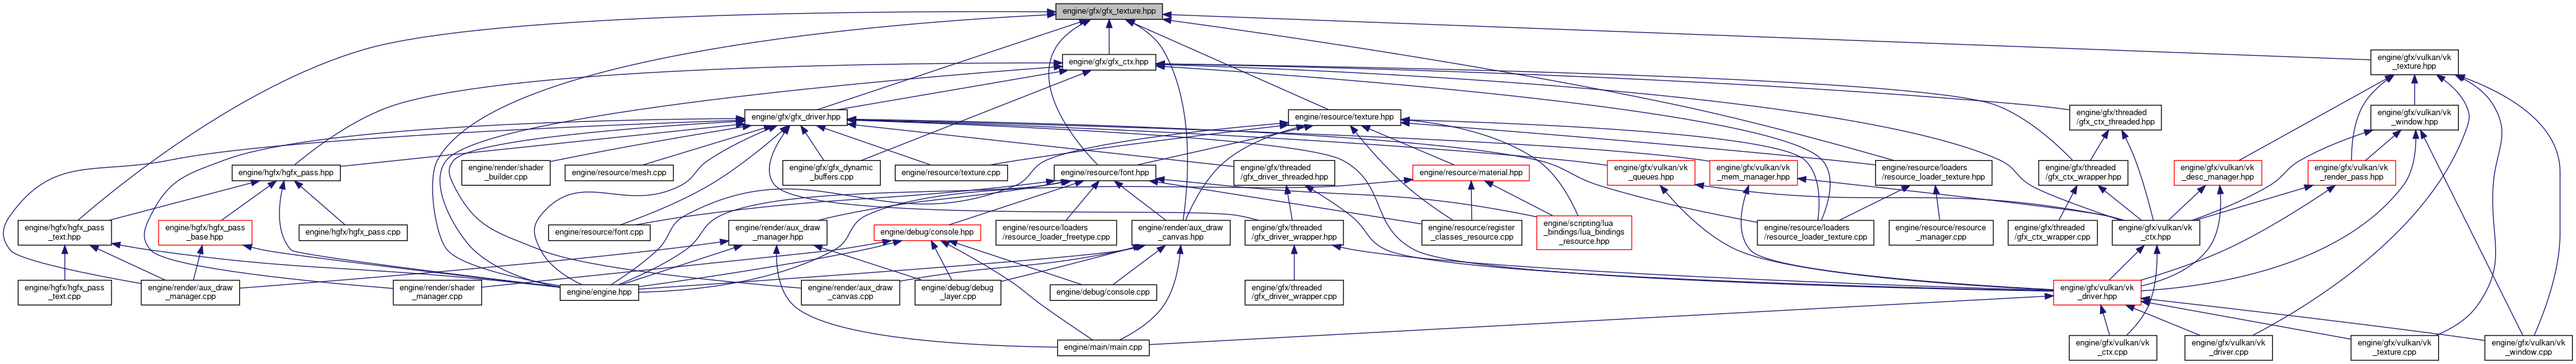 engine/gfx/gfx_texture.hpp
engine/gfx/gfx_ctx.hpp
engine/gfx/vulkan/vk
_texture.hpp
engine/gfx/gfx_driver.hpp
engine/resource/texture.hpp
engine/gfx/threaded
/gfx_ctx_threaded.hpp
engine/gfx/vulkan/vk
_window.hpp
engine/hgfx/hgfx_pass.hpp
engine/render/shader
_builder.cpp
engine/resource/mesh.cpp
engine/gfx/gfx_dynamic
_buffers.cpp
engine/resource/texture.cpp
engine/resource/font.hpp
engine/gfx/threaded
/gfx_driver_threaded.hpp
engine/resource/material.hpp
engine/gfx/vulkan/vk
_queues.hpp
engine/gfx/vulkan/vk
_mem_manager.hpp
engine/resource/loaders
/resource_loader_texture.hpp
engine/gfx/threaded
/gfx_ctx_wrapper.hpp
engine/gfx/vulkan/vk
_desc_manager.hpp
engine/gfx/vulkan/vk
_render_pass.hpp
engine/hgfx/hgfx_pass
_text.hpp
engine/hgfx/hgfx_pass
_base.hpp
engine/hgfx/hgfx_pass.cpp
engine/resource/font.cpp
engine/render/aux_draw
_manager.hpp
engine/debug/console.hpp
engine/resource/loaders
/resource_loader_freetype.cpp
engine/render/aux_draw
_canvas.hpp
engine/gfx/threaded
/gfx_driver_wrapper.hpp
engine/resource/register
_classes_resource.cpp
engine/scripting/lua
_bindings/lua_bindings
_resource.hpp
engine/resource/loaders
/resource_loader_texture.cpp
engine/resource/resource
_manager.cpp
engine/gfx/threaded
/gfx_ctx_wrapper.cpp
engine/gfx/vulkan/vk
_ctx.hpp
engine/hgfx/hgfx_pass
_text.cpp
engine/render/aux_draw
_manager.cpp
engine/render/shader
_manager.cpp
engine/engine.hpp
engine/render/aux_draw
_canvas.cpp
engine/debug/debug
_layer.cpp
engine/debug/console.cpp
engine/gfx/threaded
/gfx_driver_wrapper.cpp
engine/gfx/vulkan/vk
_driver.hpp
engine/main/main.cpp
engine/gfx/vulkan/vk
_ctx.cpp
engine/gfx/vulkan/vk
_driver.cpp
engine/gfx/vulkan/vk
_texture.cpp
engine/gfx/vulkan/vk
_window.cpp